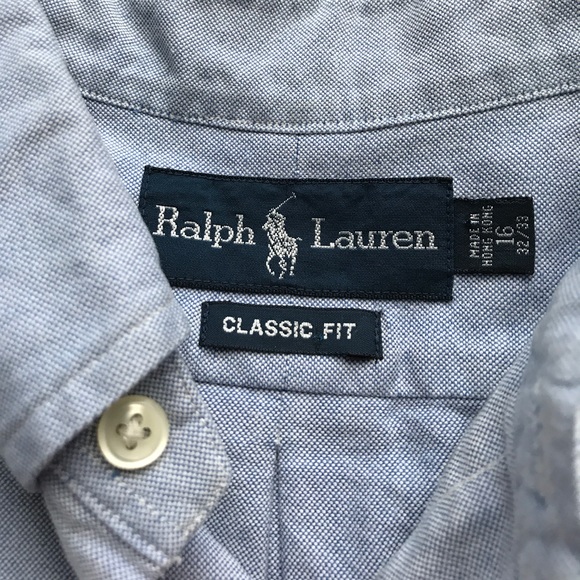 Ralph Lauren
MADE IN
HONG KONG
16
32/33
CLASSIC FIT